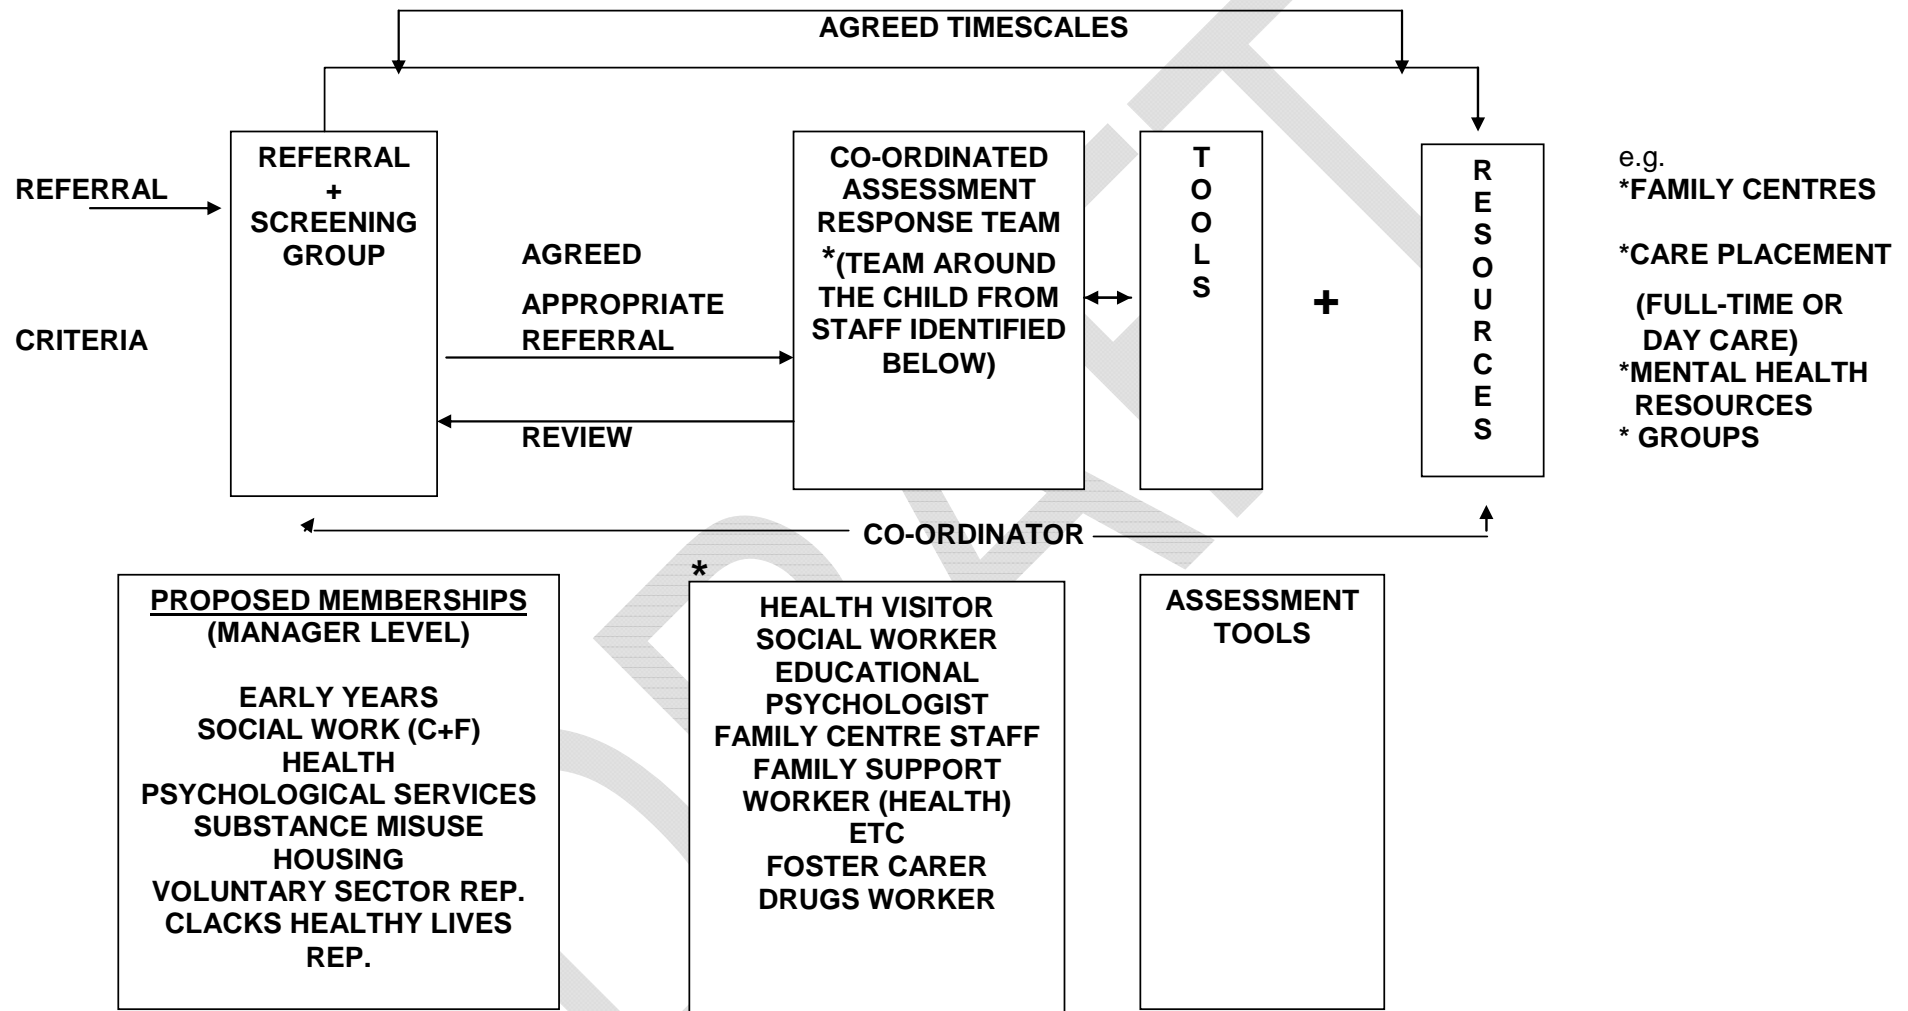 AGREED TIMESCALES
REFERRAL
CRITERIA
REFERRAL
+
SCREENING
GROUP
AGREED
APPROPRIATE
REFERRAL
REVIEW
CO-ORDINATED
ASSESSMENT
RESPONSE TEAM
*(TEAM AROUND
THE CHILD FROM
STAFF IDENTIFIED
BELOW)
T
O
O
L
S
+
R
E
S
O
U
R
C
E
S
e.g.
*FAMILY CENTRES
*CARE PLACEMENT
(FULL-TIME OR
DAY CARE)
*MENTAL HEALTH
RESOURCES
* GROUPS
CO-ORDINATOR
PROPOSED MEMBERSHIPS
(MANAGER LEVEL)
EARLY YEARS
SOCIAL WORK (C+F)
HEALTH
PSYCHOLOGICAL SERVICES
SUBSTANCE MISUSE
HOUSING
VOLUNTARY SECTOR REP.
CLACKS HEALTHY LIVES
REP.
*
HEALTH VISITOR
SOCIAL WORKER
EDUCATIONAL
PSYCHOLOGIST
FAMILY CENTRE STAFF
FAMILY SUPPORT
WORKER (HEALTH)
ETC
FOSTER CARER
DRUGS WORKER
ASSESSMENT
TOOLS
DRAFT